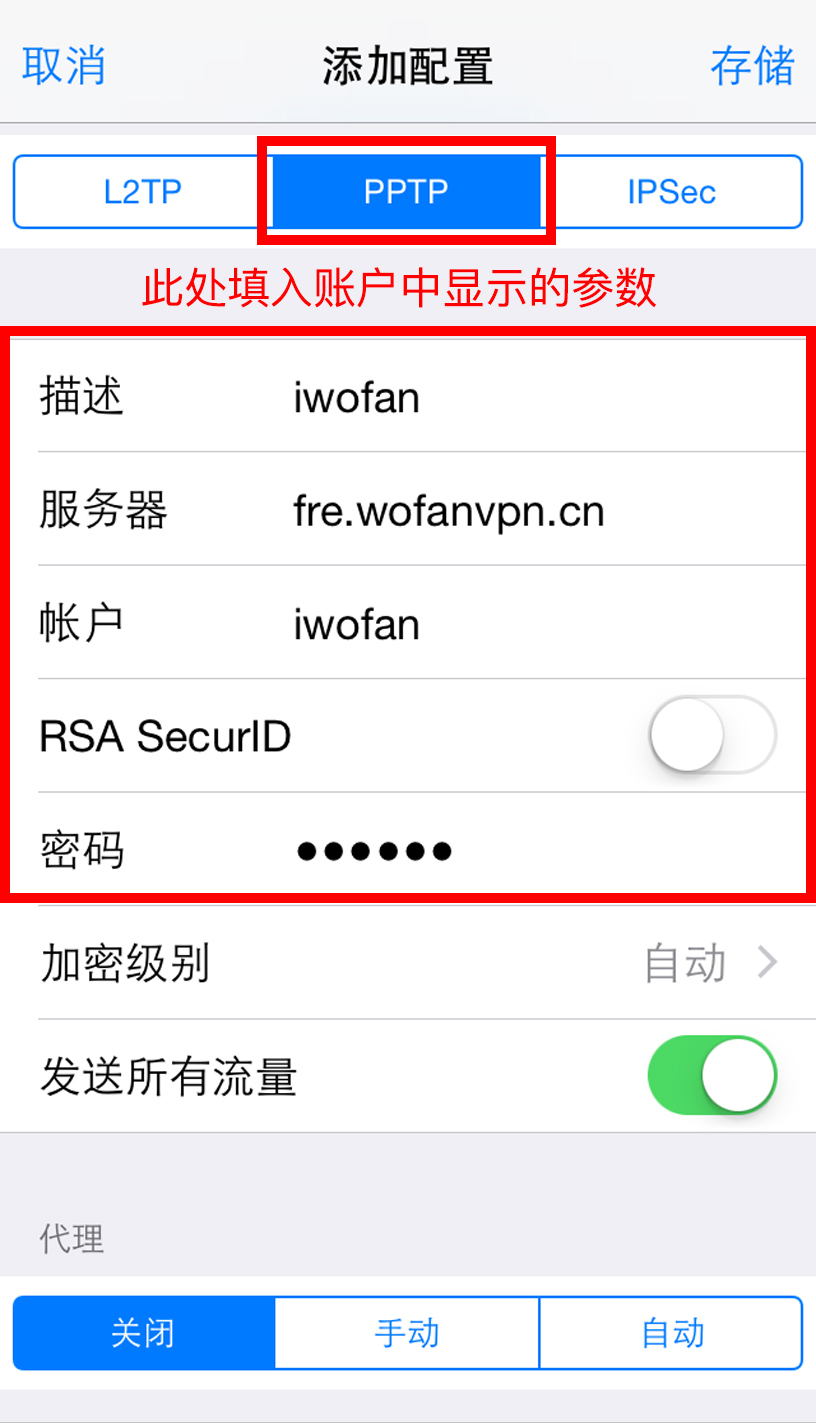 取消 添加配置 存储
L2TP PPTP IPSec
此处填入账户中显示的参数
描述 iwofan
服务器 fre.wofanvpn.cn
帐户 iwofan
RSA SecurID
密码 ●●●●●●
加密级别 自动
发送所有流量
代理
关闭 手动 自动